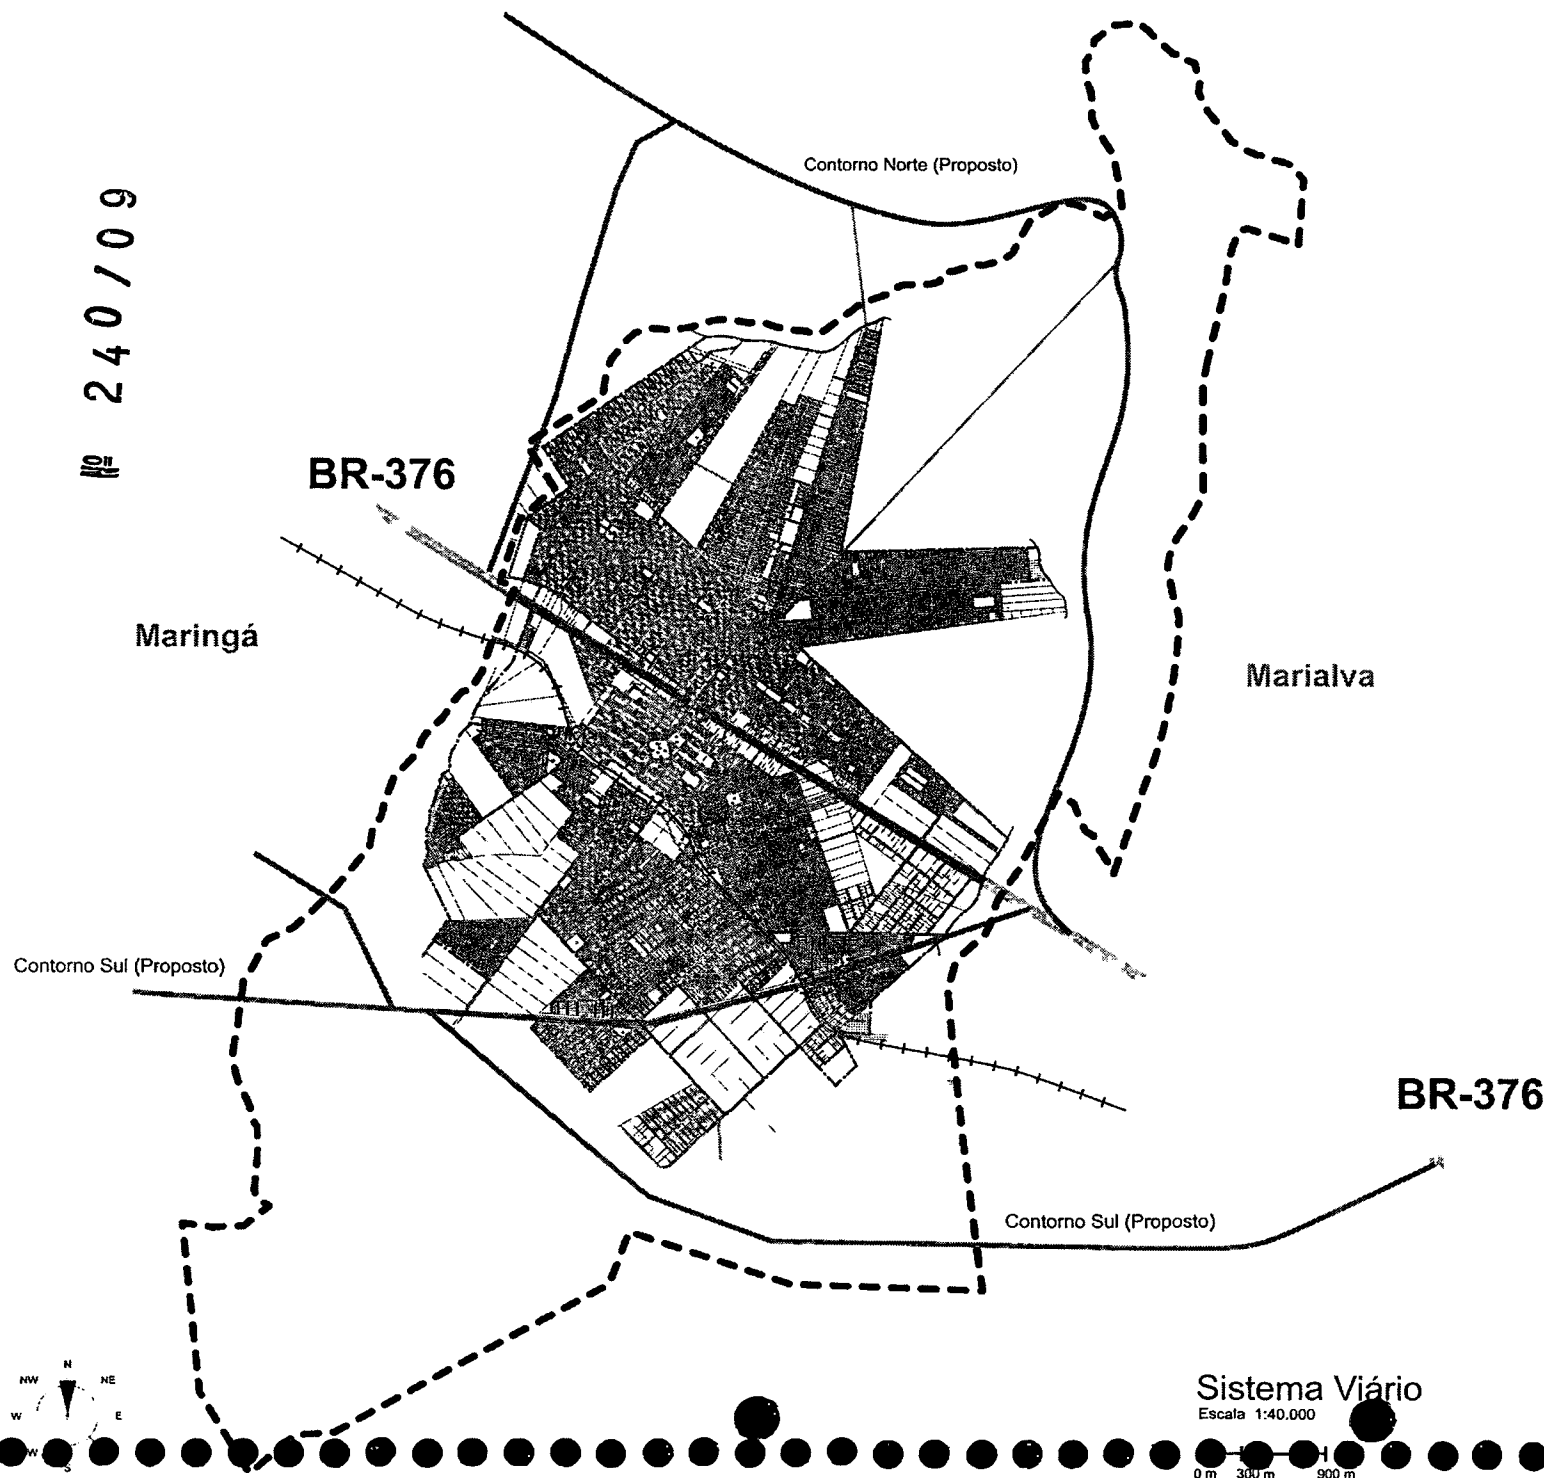 Contorno Norte (Proposto)
Nº 240/09
BR-376
Maringá
Marialva
Contorno Sul (Proposto)
BR-376
Contorno Sul (Proposto)
N
NW
NE
W
E
W
S
Sistema Viário
Escala 1:40.000
0 m 300 m 900 m